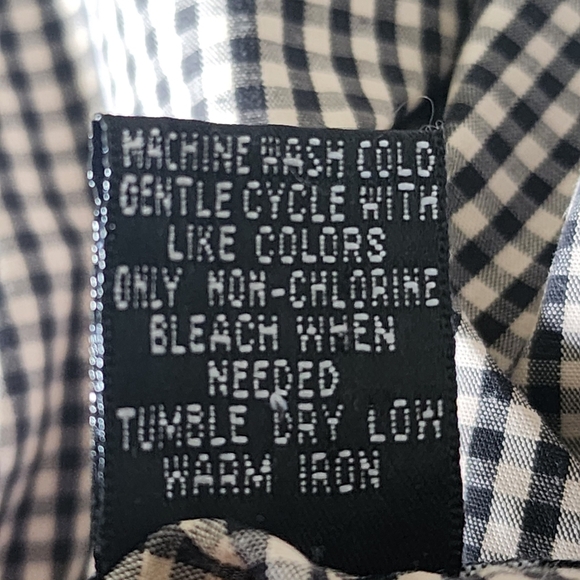 MACHINE WASH COLD
GENTLE CYCLE WITH
LIKE COLORS
ONLY NON-CHLORINE
BLEACH WHEN
NEEDED
TUMBLE DRY LOW
WARM IRON